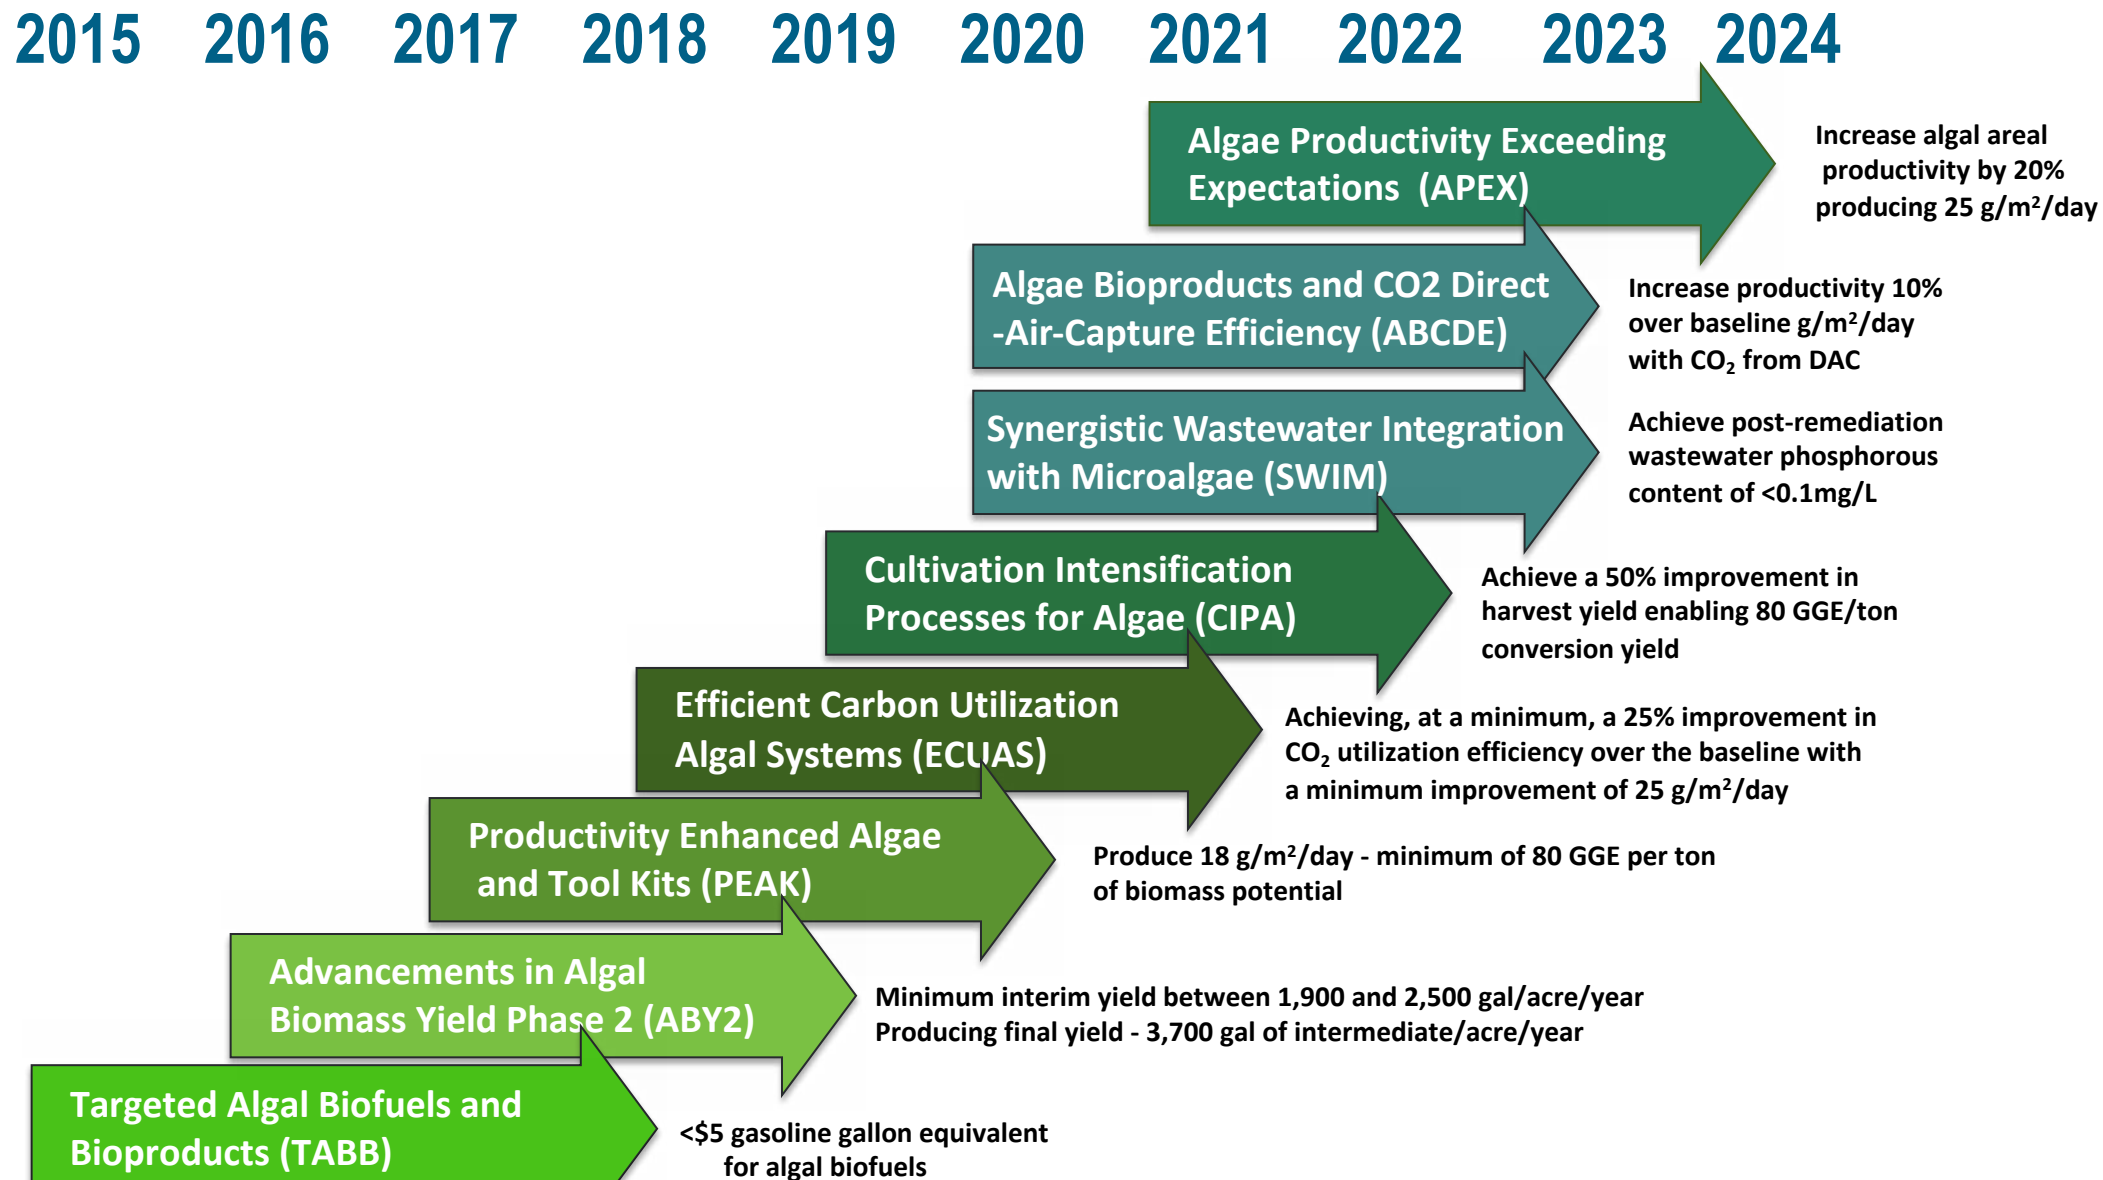 2015 2016 2017 2018 2019 2020 2021 2022 2023 2024
Algae Productivity Exceeding
Expectations (APEX)
Increase algal areal
productivity by 20%
producing 25 g/m²/day
Algae Bioproducts and CO2 Direct
-Air-Capture Efficiency (ABCDE)
Increase productivity 10%
over baseline g/m²/day
with CO₂ from DAC
Synergistic Wastewater Integration
with Microalgae (SWIM)
Achieve post-remediation
wastewater phosphorous
content of <0.1mg/L
Cultivation Intensification
Processes for Algae (CIPA)
Achieve a 50% improvement in
harvest yield enabling 80 GGE/ton
conversion yield
Efficient Carbon Utilization
Algal Systems (ECUAS)
Achieving, at a minimum, a 25% improvement in
CO₂ utilization efficiency over the baseline with
a minimum improvement of 25 g/m²/day
Productivity Enhanced Algae
and Tool Kits (PEAK)
Produce 18 g/m²/day - minimum of 80 GGE per ton
of biomass potential
Advancements in Algal
Biomass Yield Phase 2 (ABY2)
Minimum interim yield between 1,900 and 2,500 gal/acre/year
Producing final yield - 3,700 gal of intermediate/acre/year
Targeted Algal Biofuels and
Bioproducts (TABB)
<$5 gasoline gallon equivalent
for algal biofuels